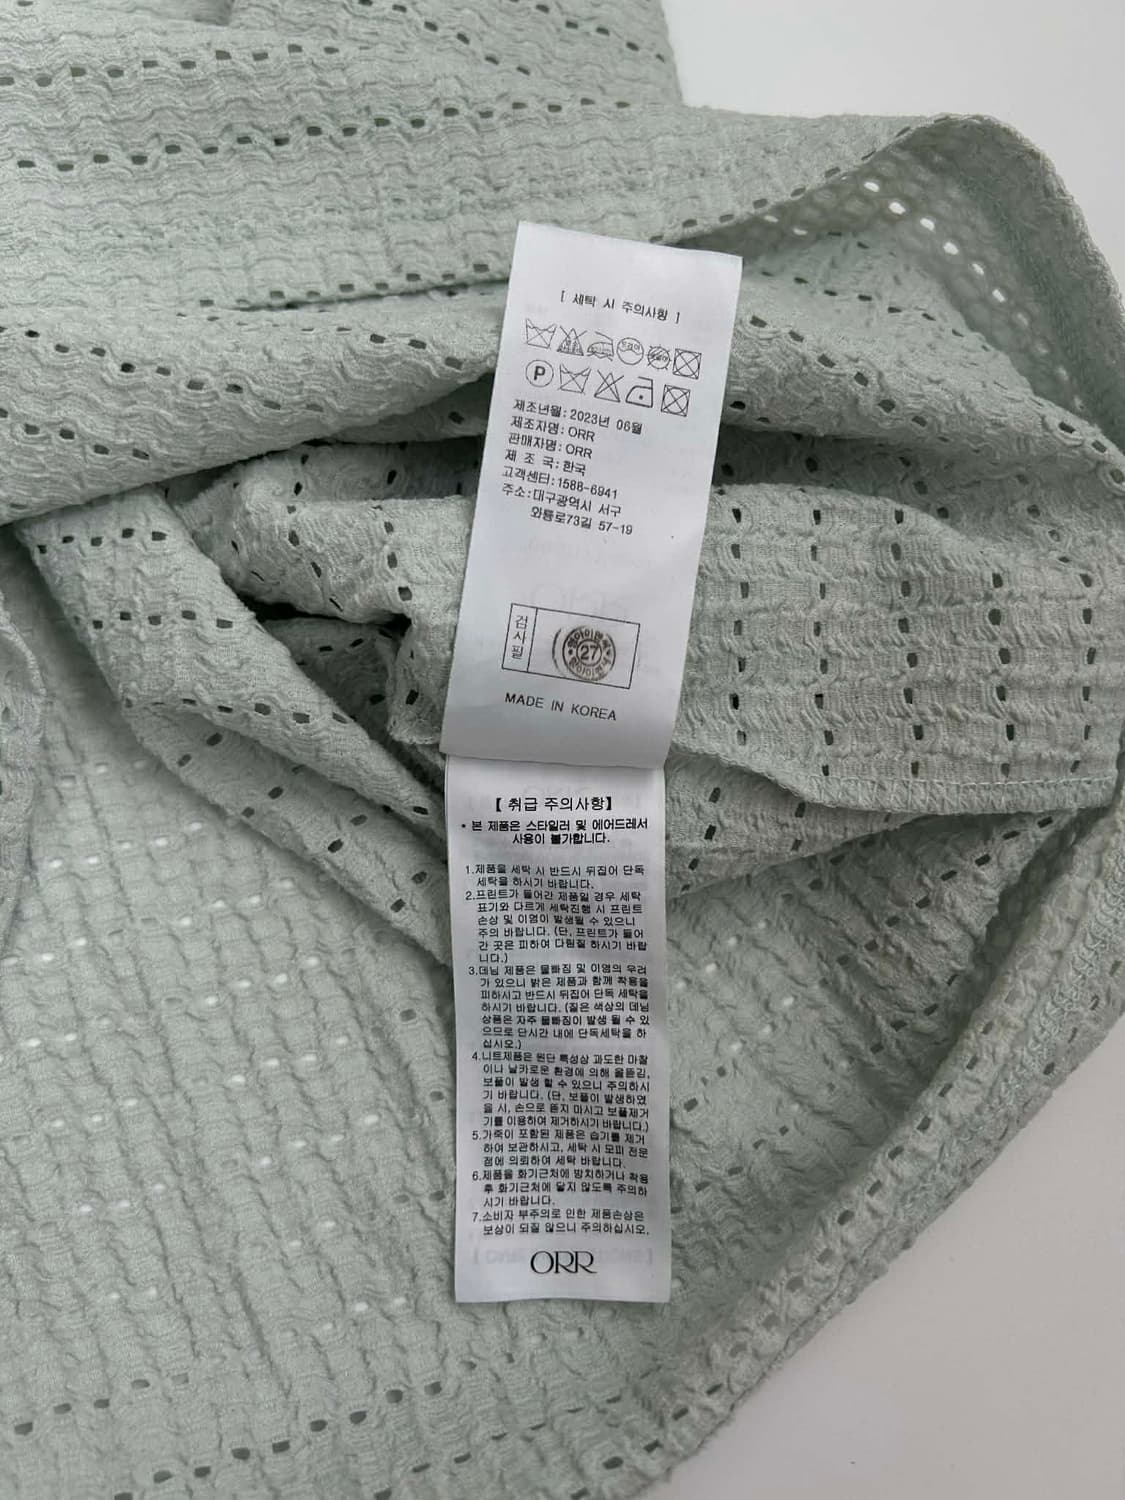 [ 세탁 시 주의사항 ]
드라이
P
제조년월: 2023년 06월
제조자명: ORR
판매자명: ORR
제 조 국: 한국
고객센터: 1588-6941
주소: 대구광역시 서구
와룡로73길 57-19
검사필
27
MADE IN KOREA
【 취급 주의사항】
* 본 제품은 스타일러 및 에어드레서
사용이 불가합니다.
1.제품을 세탁 시 반드시 뒤집어 단독
세탁을 하시기 바랍니다.
2.프린트가 들어간 제품일 경우 세탁
표기와 다르게 세탁진행 시 프린트
손상 및 이염이 발생될 수 있으니
주의 바랍니다. (단, 프린트가 들어
간 곳은 피하여 다림질 하시기 바랍
니다.)
3.데님 제품은 물빠짐 및 이염의 우려
가 있으니 밝은 제품과 함께 착용을
피하시고 반드시 뒤집어 단독 세탁을
하시기 바랍니다. (짙은 색상의 데님
상품은 자주 물빠짐이 발생 될 수 있
으므로 단시간 내에 단독세탁을 하
십시오.)
4.니트제품은 원단 특성상 과도한 마찰
이나 날카로운 환경에 의해 올뜯김,
보풀이 발생 할 수 있으니 주의하시
기 바랍니다. (단, 보풀이 발생하였
을 시, 손으로 뜯지 마시고 보풀제거
기를 이용하여 제거하시기 바랍니다.)
5.가죽이 포함된 제품은 습기를 제거
하여 보관하시고, 세탁 시 모피 전문
점에 의뢰하여 세탁 바랍니다.
6.제품을 화기근처에 방치하거나 착용
후 화기근처에 닿지 않도록 주의하
시기 바랍니다.
7.소비자 부주의로 인한 제품손상은
보상이 되질 않으니 주의하십시오.
ORR